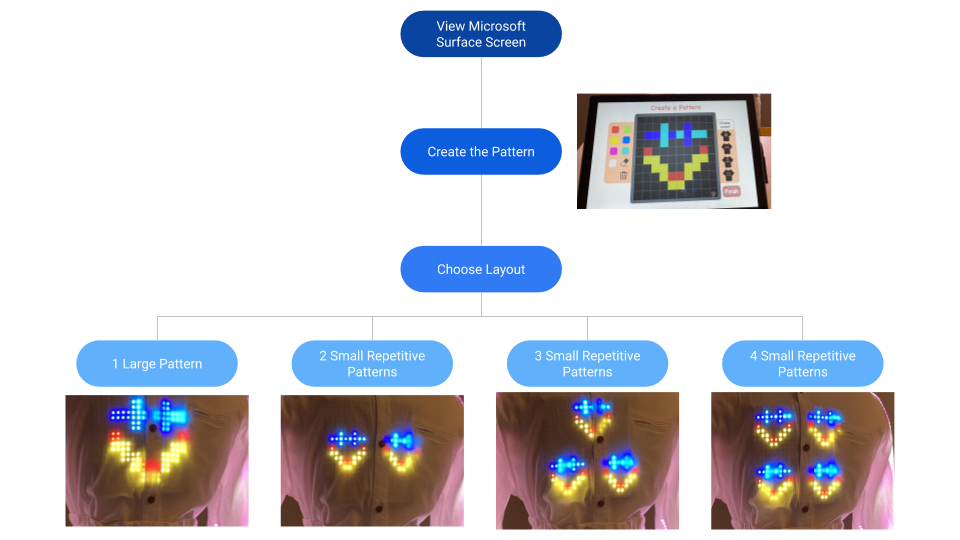 View Microsoft
Surface Screen
Create a Pattern
Create the Pattern
Finish
Choose Layout
1 Large Pattern
2 Small Repetitive
Patterns
3 Small Repetitive
Patterns
4 Small Repetitive
Patterns